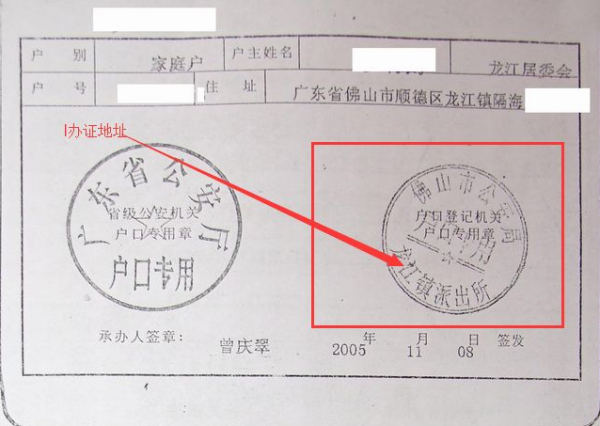 户 别 家庭户 户主姓名 龙江居委会
户 号 住 址 广东省佛山市顺德区龙江镇隔海
办证地址
广东省公安厅
省级公安机关
户口专用章
户口专用
佛山市公安局
户口登记机关
户口专用章
户口专用
龙江镇派出所
承办人签章: 曾庆翠 2005 年 11 月 08 日 签发